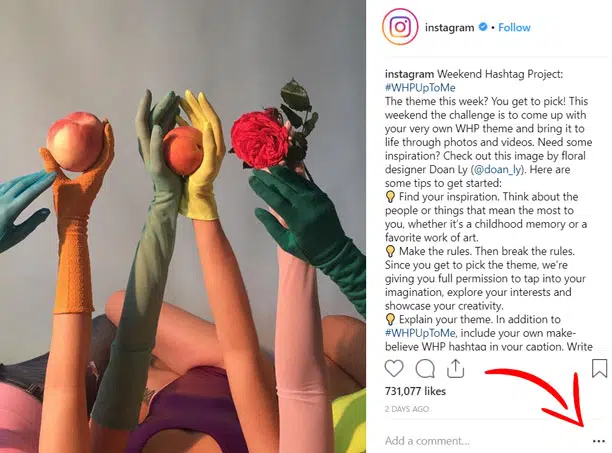 instagram • Follow
instagram Weekend Hashtag Project:
#WHPUpToMe
The theme this week? You get to pick! This
weekend the challenge is to come up with
your very own WHP theme and bring it to
life through photos and videos. Need some
inspiration? Check out this image by floral
designer Doan Ly (@doan_ly). Here are
some tips to get started:
💡 Find your inspiration. Think about the
people or things that mean the most to
you, whether it's a childhood memory or a
favorite work of art.
💡 Make the rules. Then break the rules.
Since you get to pick the theme, we're
giving you full permission to tap into your
imagination, explore your interests and
showcase your creativity.
💡 Explain your theme. In addition to
#WHPUpToMe, include your own make-
believe WHP hashtag in your caption. Write
731,077 likes
2 DAYS AGO
Add a comment...